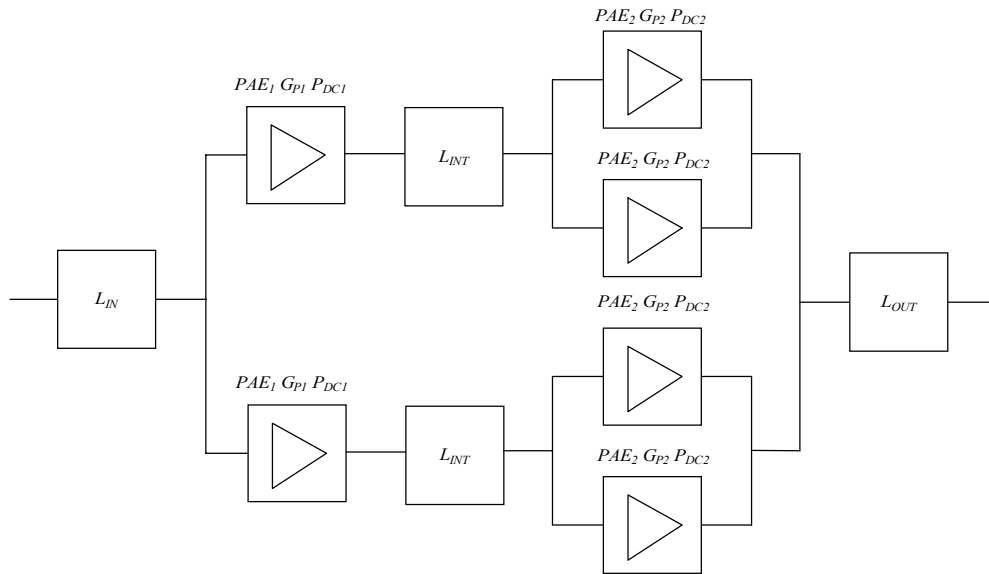 PAE2 GP2 PDC2
PAE1 GP1 PDC1
LINT
PAE2 GP2 PDC2
LIN
LOUT
PAE2 GP2 PDC2
PAE1 GP1 PDC1
LINT
PAE2 GP2 PDC2